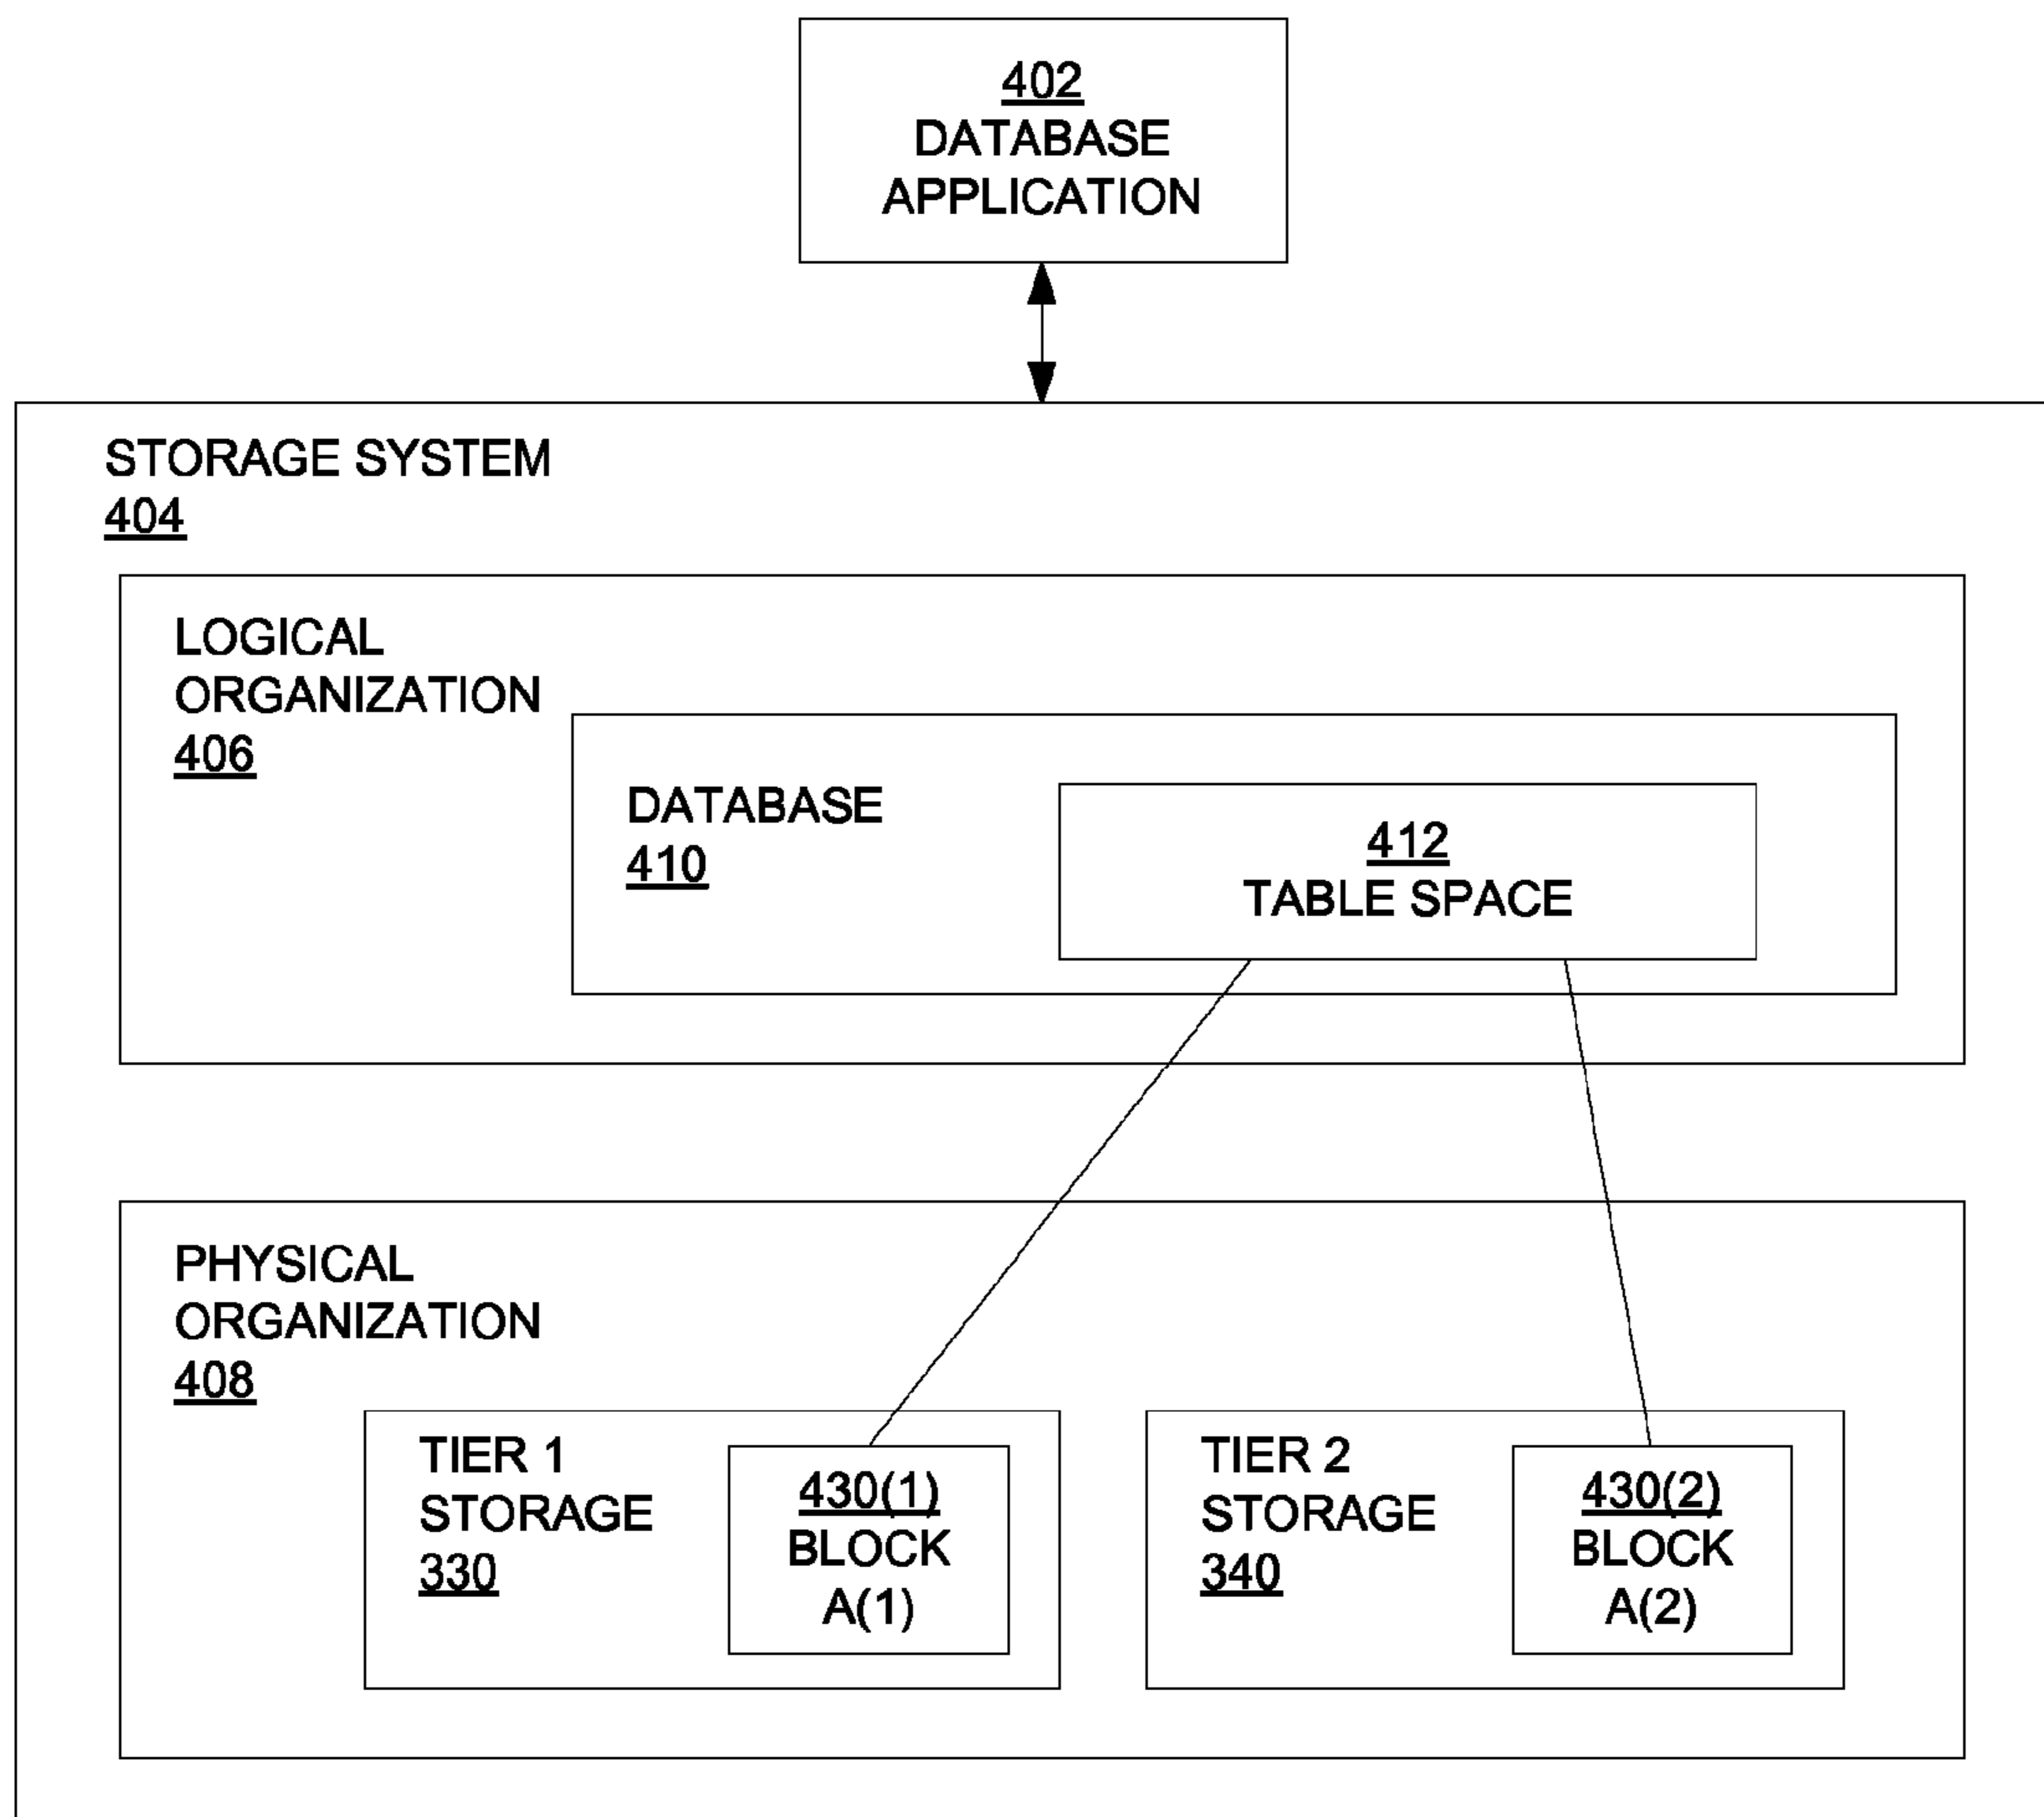 402
DATABASE
APPLICATION
STORAGE SYSTEM
404
LOGICAL
ORGANIZATION
406
DATABASE
410
412
TABLE SPACE
PHYSICAL
ORGANIZATION
408
TIER 1
STORAGE
330
430(1)
BLOCK
A(1)
TIER 2
STORAGE
340
430(2)
BLOCK
A(2)